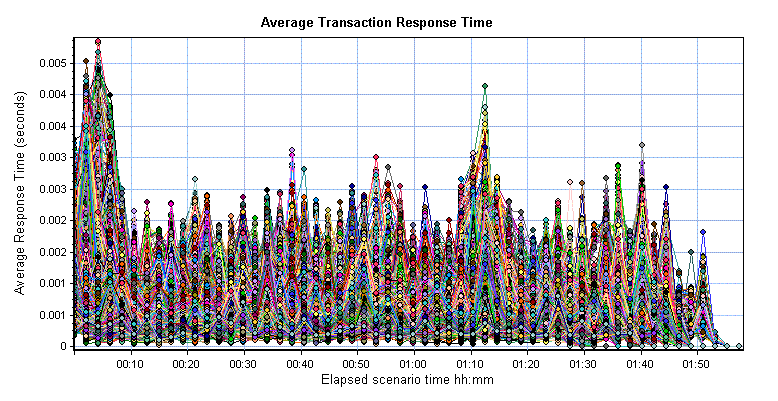 Average Transaction Response Time
Average Response Time (seconds)
0.005
0.004
0.004
0.003
0.003
0.002
0.002
0.001
0.001
0
00:10 00:20 00:30 00:40 00:50 01:00 01:10 01:20 01:30 01:40 01:50
Elapsed scenario time hh:mm